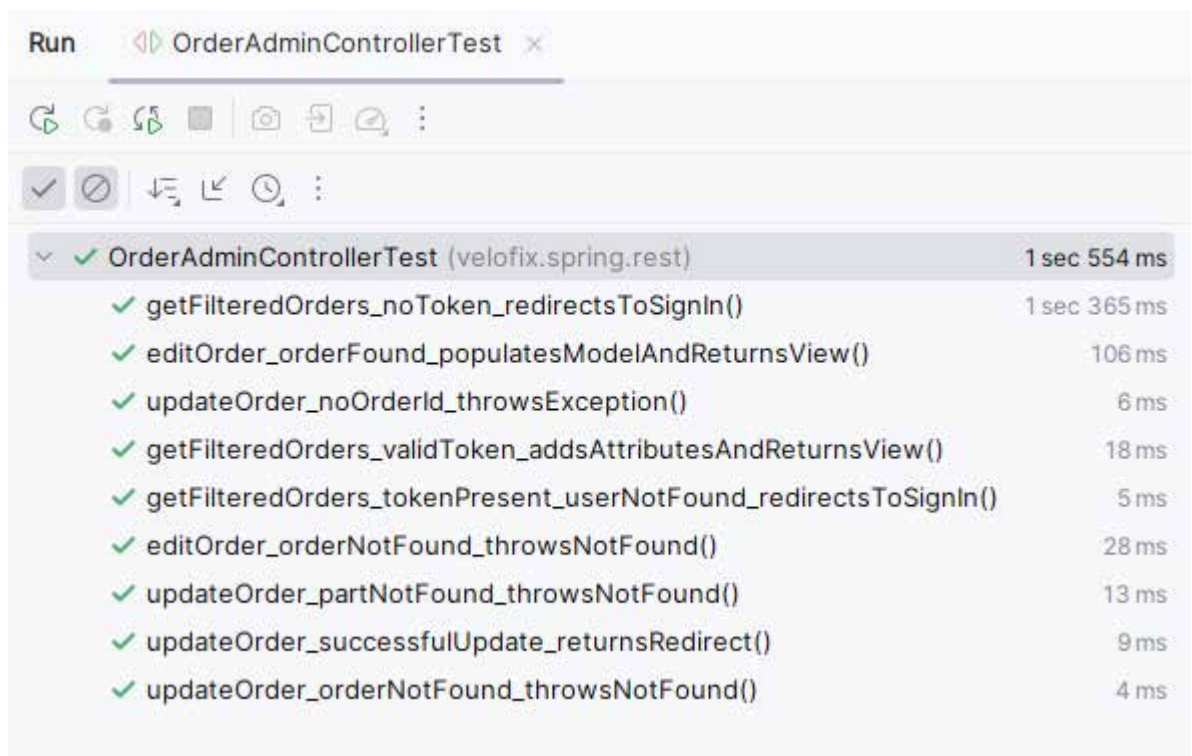 Run OrderAdminControllerTest
OrderAdminControllerTest (velofix.spring.rest) 1 sec 554 ms
getFilteredOrders_noToken_redirectsToSignIn() 1 sec 365 ms
editOrder_orderFound_populatesModelAndReturnsView() 106 ms
updateOrder_noOrderId_throwsException() 6 ms
getFilteredOrders_validToken_addsAttributesAndReturnsView() 18 ms
getFilteredOrders_tokenPresent_userNotFound_redirectsToSignIn() 5 ms
editOrder_orderNotFound_throwsNotFound() 28 ms
updateOrder_partNotFound_throwsNotFound() 13 ms
updateOrder_successfulUpdate_returnsRedirect() 9 ms
updateOrder_orderNotFound_throwsNotFound() 4 ms